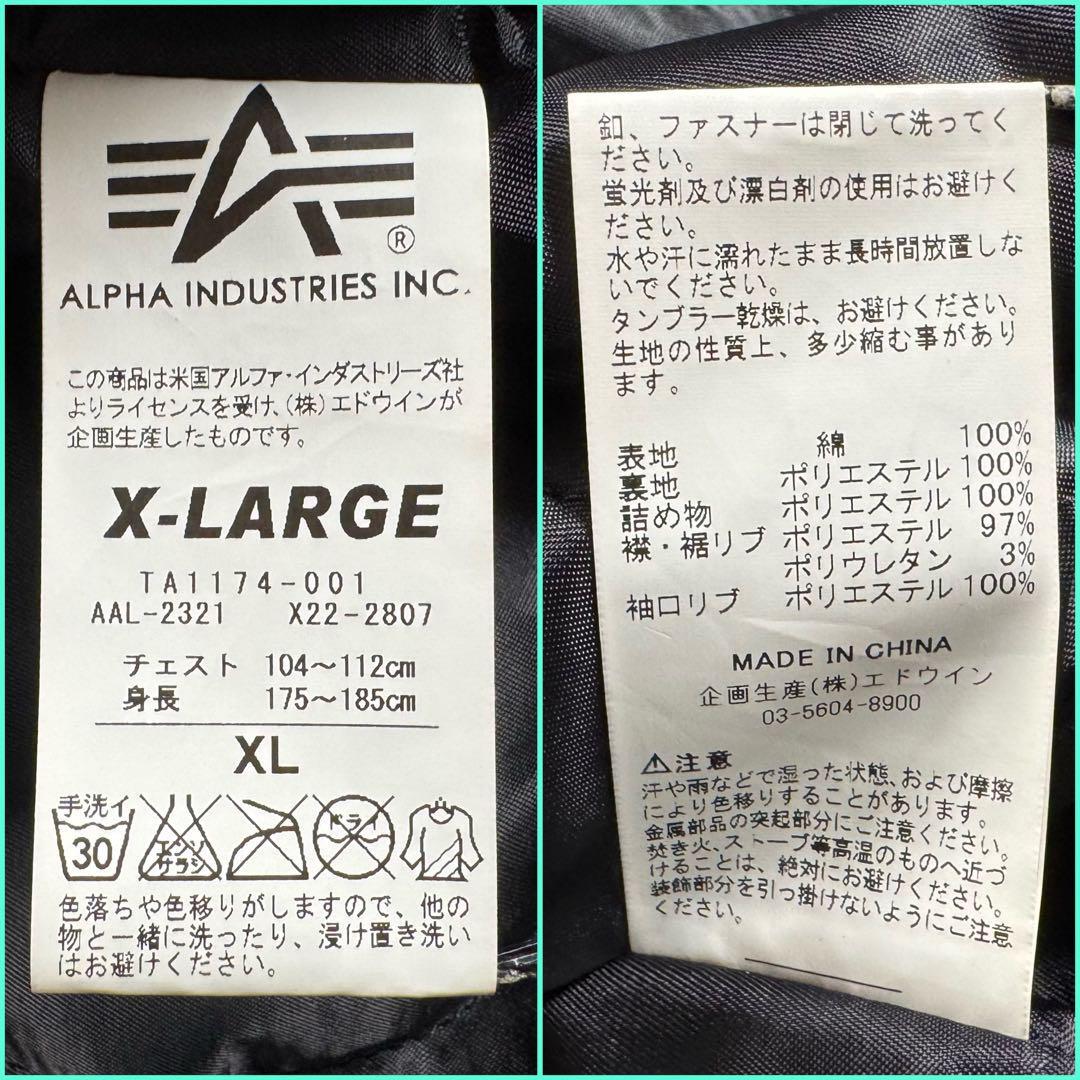 ®
ALPHA INDUSTRIES INC.
この商品は米国アルファ・インダストリーズ社
よりライセンスを受け、(株)エドウインが
企画生産したものです。
X-LARGE
TA1174-001
AAL-2321 X22-2807
チェスト 104〜112cm
身長 175〜185cm
XL
手洗イ
30
エンソ
サラシ
ドライ
色落ちや色移りがしますので、他の
物と一緒に洗ったり、浸け置き洗い
はお避けください。
釦、ファスナーは閉じて洗ってく
ださい。
蛍光剤及び漂白剤の使用はお避けく
ださい。
水や汗に濡れたまま長時間放置しな
いでください。
タンブラー乾燥は、お避けください。
生地の性質上、多少縮む事があり
ます。
表地 綿 100%
裏地 ポリエステル 100%
詰め物 ポリエステル 100%
襟・裾リブ ポリエステル 97%
ポリウレタン 3%
袖口リブ ポリエステル 100%
MADE IN CHINA
企画生産(株)エドウイン
03-5604-8900
⚠注意
汗や雨などで湿った状態、および摩擦
により色移りすることがあります。
金属部品の突起部分にご注意ください。
焚き火、ストーブ等高温のものへ近づ
けることは、絶対にお避けください。
装飾部分を引っ掛けないようにご注意
ください。